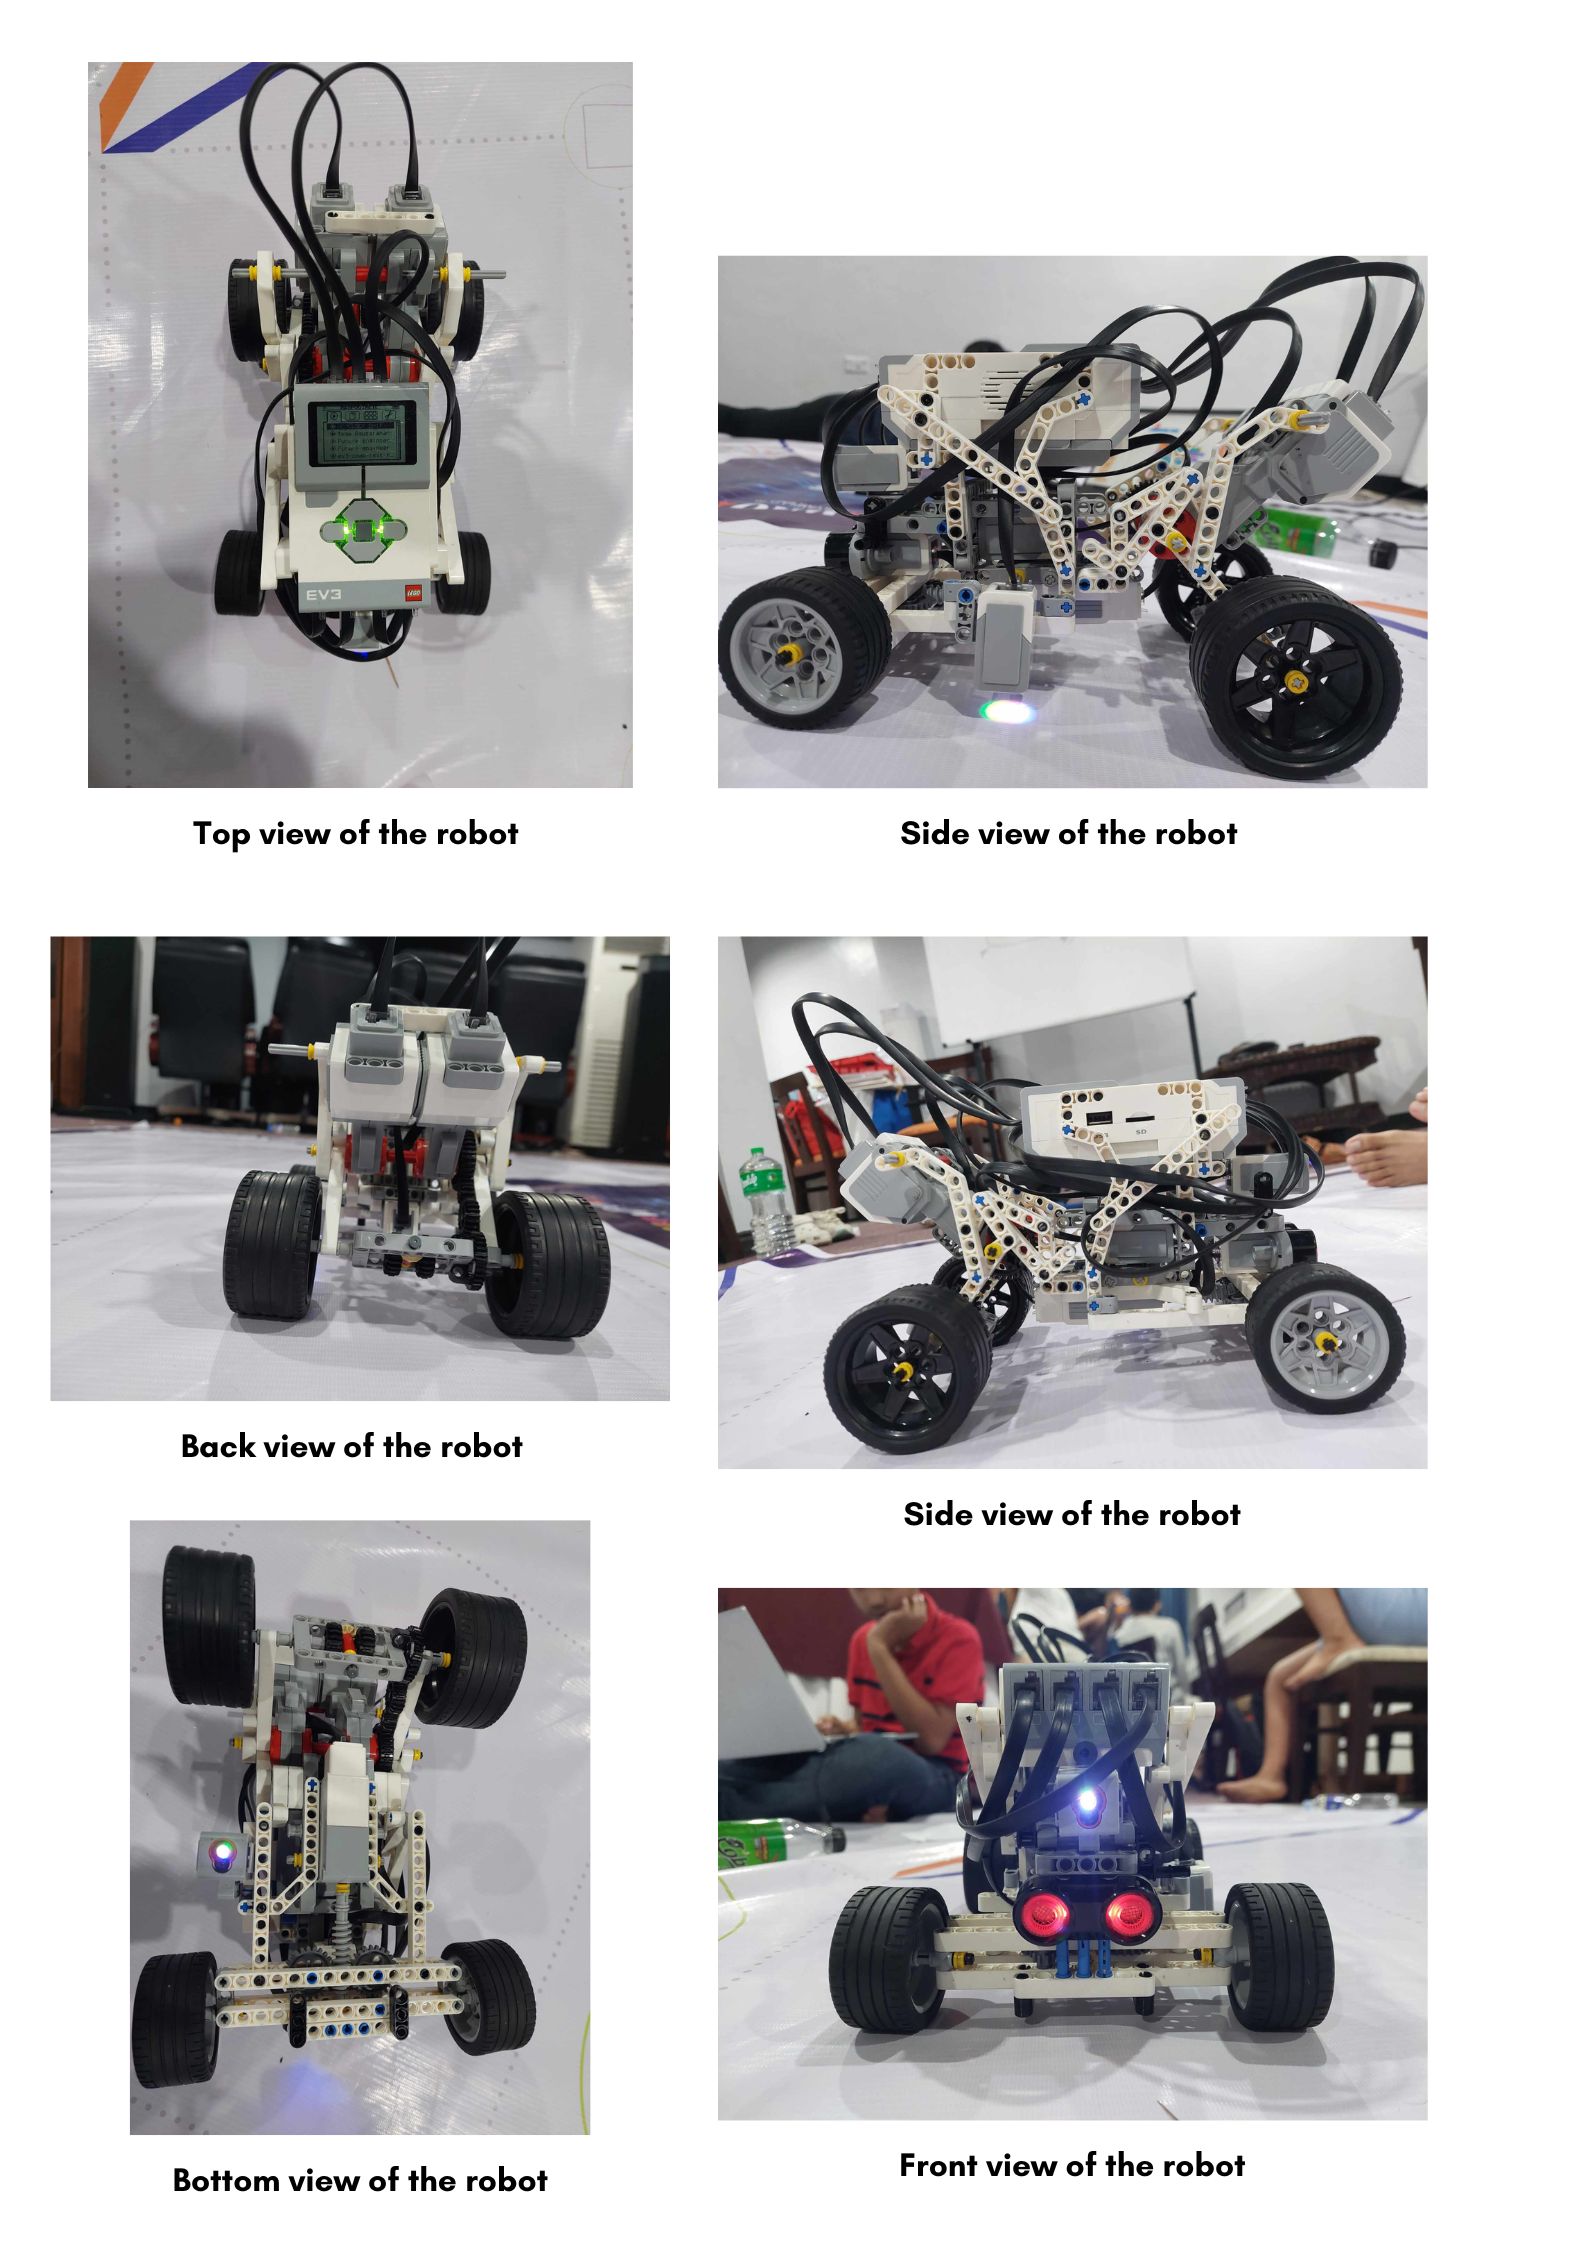 EV3
LEGO
Top view of the robot
Side view of the robot
SD
Back view of the robot
Side view of the robot
Bottom view of the robot
Front view of the robot